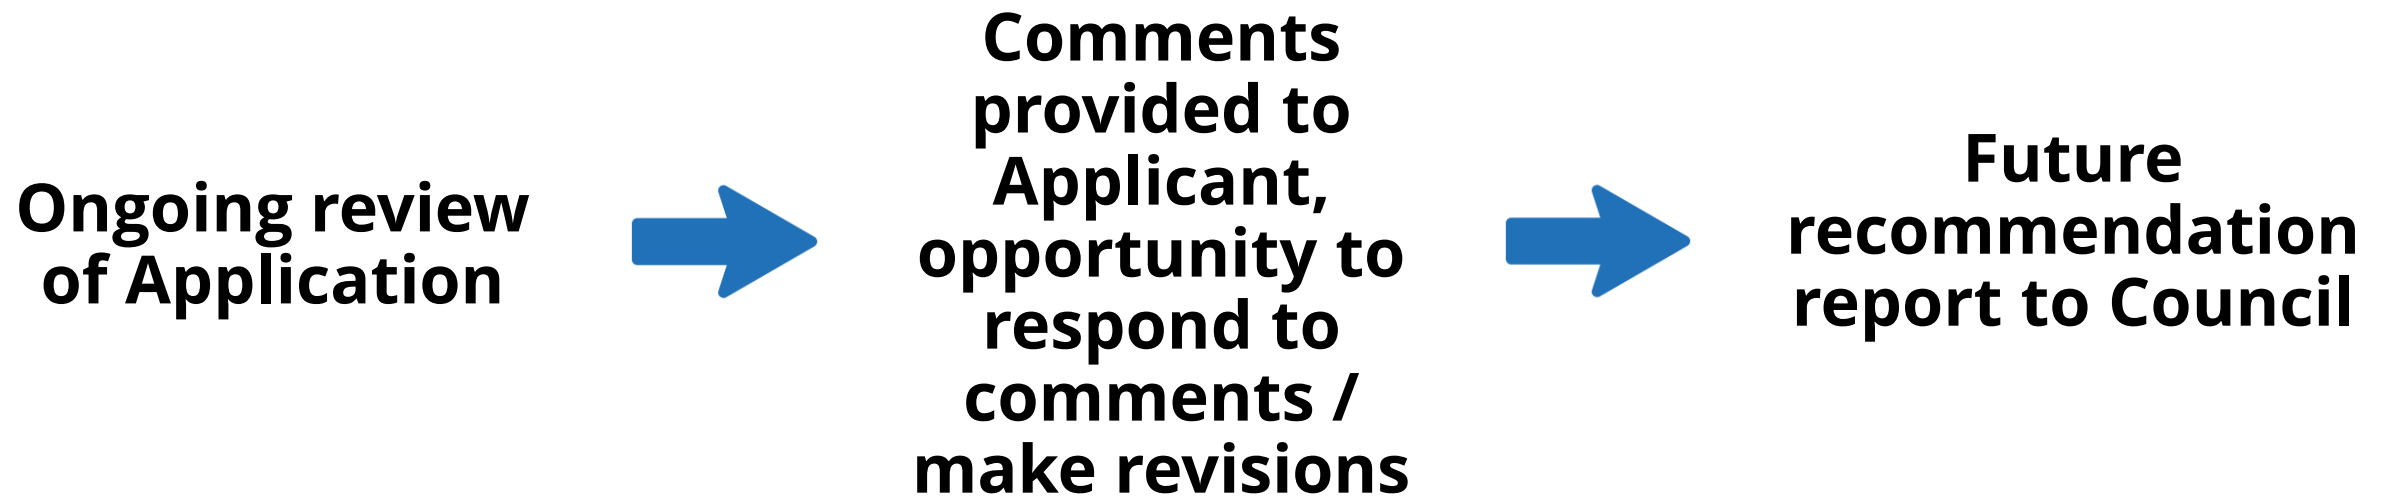 Ongoing review
of Application
Comments
provided to
Applicant,
opportunity to
respond to
comments /
make revisions
Future
recommendation
report to Council